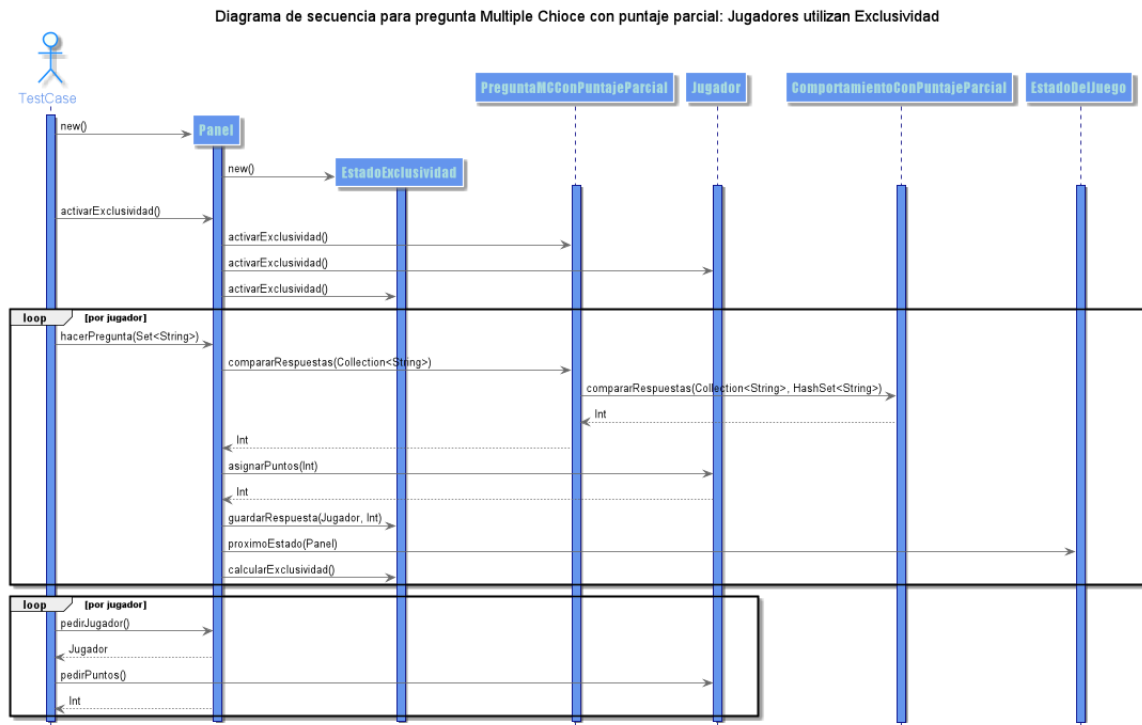 Diagrama de secuencia para pregunta Multiple Chioce con puntaje parcial: Jugadores utilizan Exclusividad
TestCase
PreguntaMCConPuntajeParcial
Jugador
ComportamientoConPuntajeParcial
EstadoDelJuego
new()
Panel
new()
EstadoExclusividad
activarExclusividad()
activarExclusividad()
activarExclusividad()
activarExclusividad()
loop [por jugador]
hacerPregunta(Set<String>)
compararRespuestas(Collection<String>)
compararRespuestas(Collection<String>, HashSet<String>)
Int
Int
asignarPuntos(Int)
Int
guardarRespuesta(Jugador, Int)
proximoEstado(Panel)
calcularExclusividad()
loop [por jugador]
pedirJugador()
Jugador
pedirPuntos()
Int